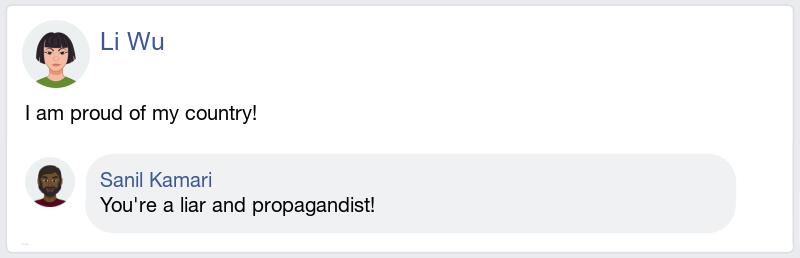 Li Wu
I am proud of my country!
Sanil Kamari
You're a liar and propagandist!